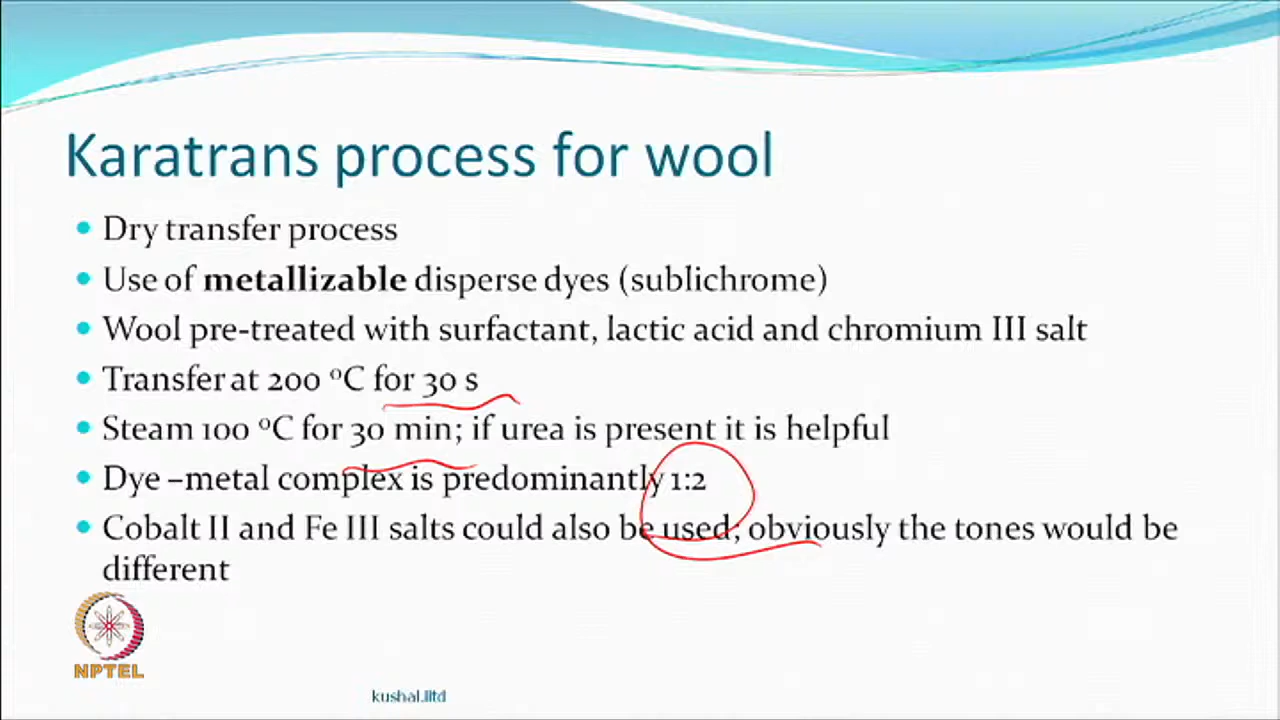 Karatrans process for wool
Dry transfer process
Use of metallizable disperse dyes (sublichrome)
Wool pre-treated with surfactant, lactic acid and chromium III salt
Transfer at 200 ⁰C for 30 s
Steam 100 ⁰C for 30 min; if urea is present it is helpful
Dye –metal complex is predominantly 1:2
Cobalt II and Fe III salts could also be used; obviously the tones would be
different
NPTEL
kushal.iitd